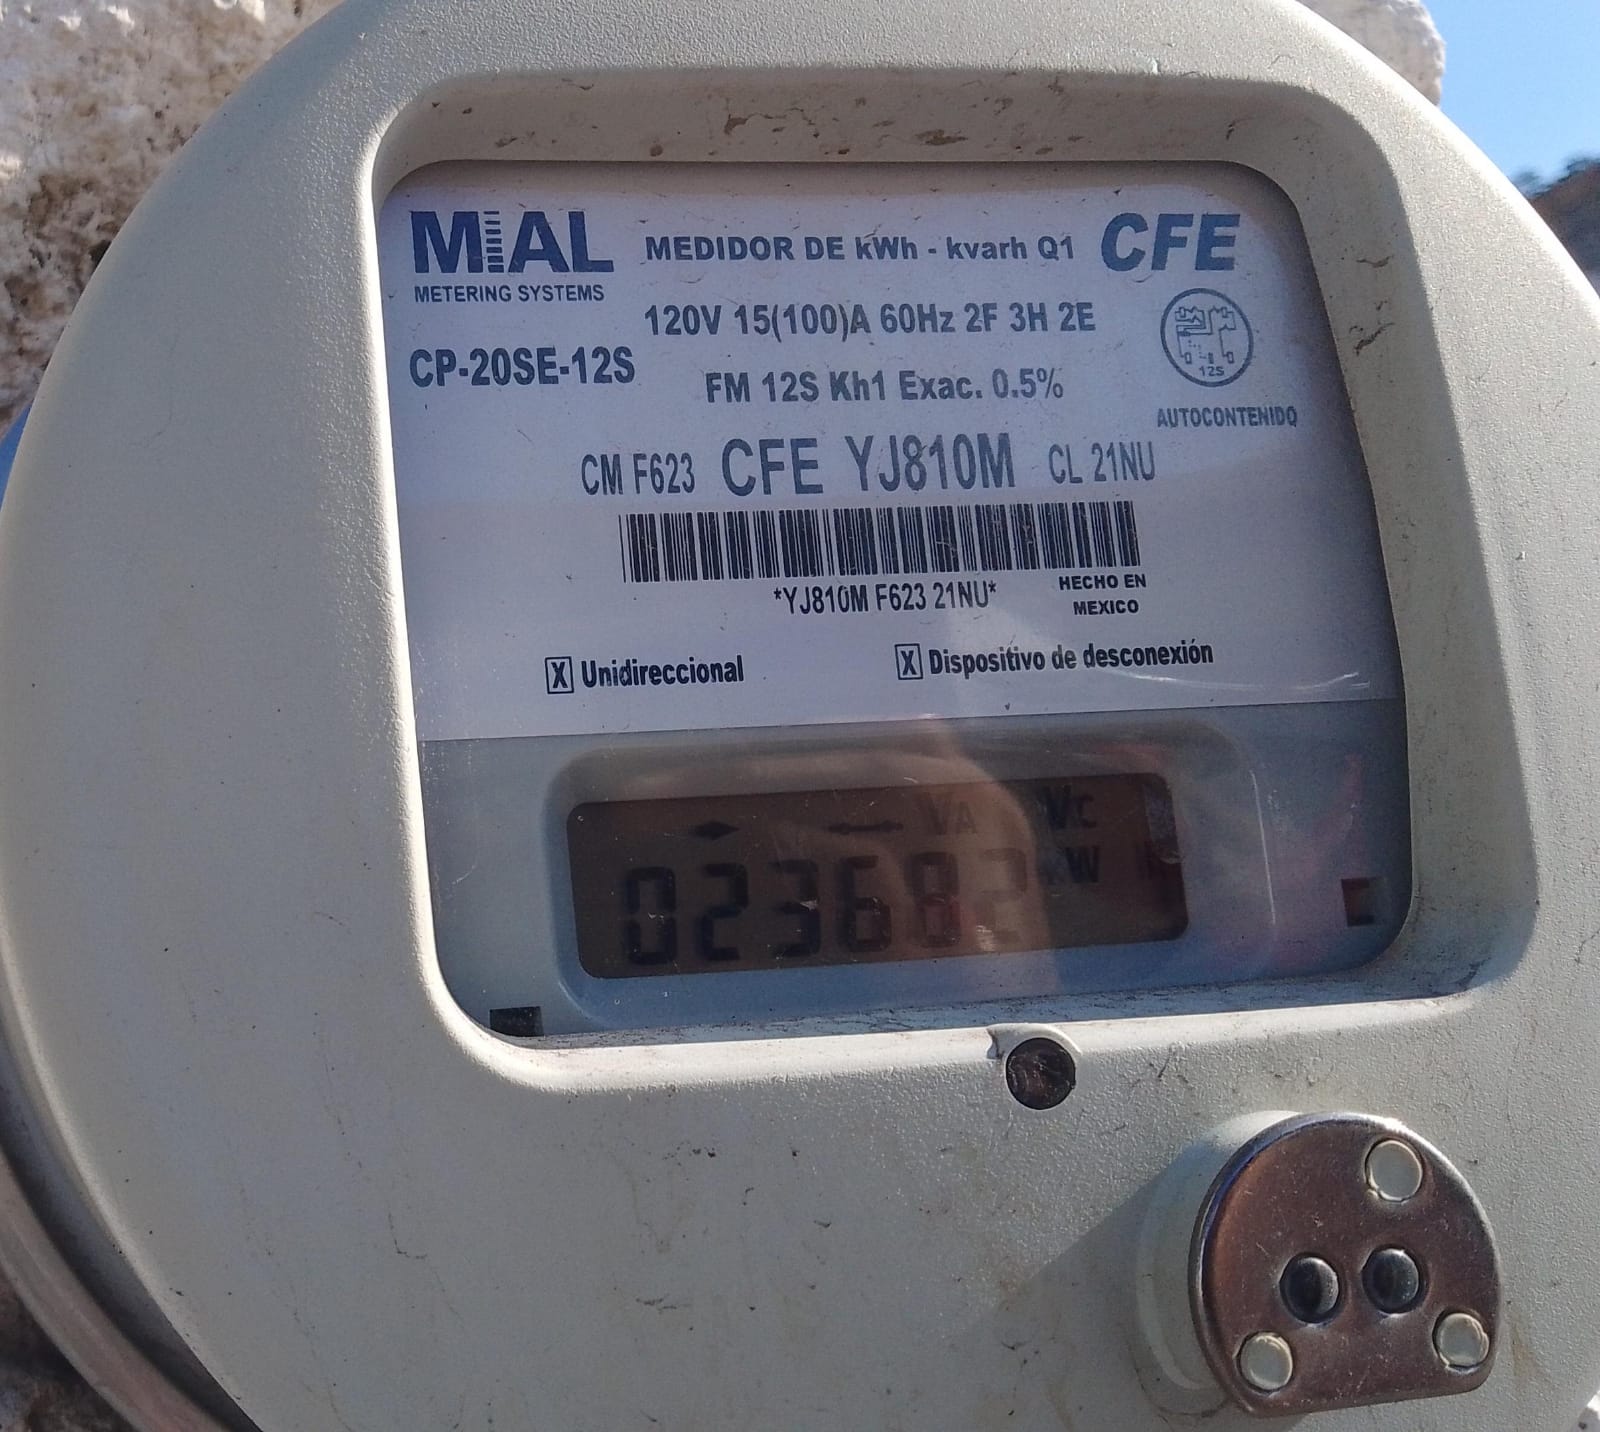 MIAL MEDIDOR DE kWh - kvarh Q1 CFE
METERING SYSTEMS
120V 15(100)A 60Hz 2F 3H 2E
CP-20SE-12S
FM 12S Kh1 Exac. 0.5%
12S
AUTOCONTENIDO
CM F623 CFE YJ810M CL 21NU
*YJ810M F623 21NU*
HECHO EN
MEXICO
X Unidireccional
X Dispositivo de desconexión
VA VC
023682 kW